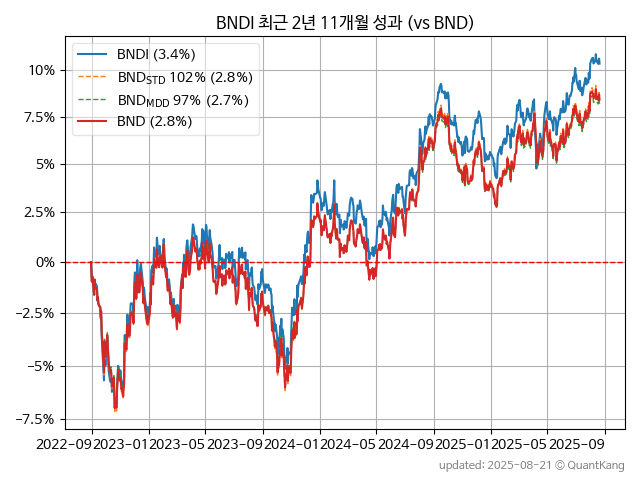 BNDI 최근 2년 11개월 성과 (vs BND)
BNDI (3.4%)
BND_STD 102% (2.8%)
BND_MDD 97% (2.7%)
BND (2.8%)
10%
7.5%
5%
2.5%
0%
−2.5%
−5%
−7.5%
2022-09 2023-01 2023-05 2023-09 2024-01 2024-05 2024-09 2025-01 2025-05 2025-09
updated: 2025-08-21 © QuantKang